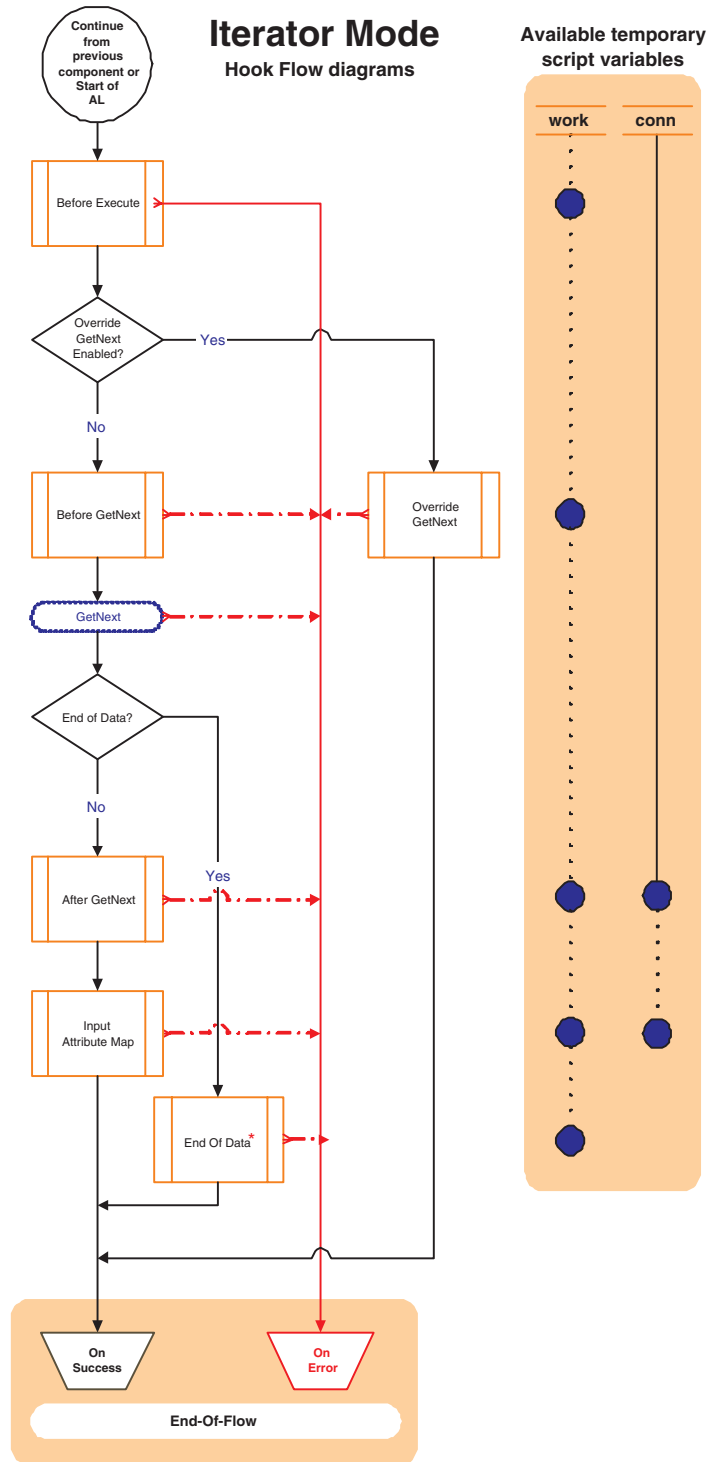 Iterator Mode
Hook Flow diagrams
Continue
from
previous
component or
Start of
AL
Available temporary
script variables
work
conn
Before Execute
Override
GetNext
Enabled?
Yes
No
Before GetNext
Override
GetNext
GetNext
End of Data?
No
Yes
After GetNext
Input
Attribute Map
End Of Data*
On
Success
On
Error
End-Of-Flow